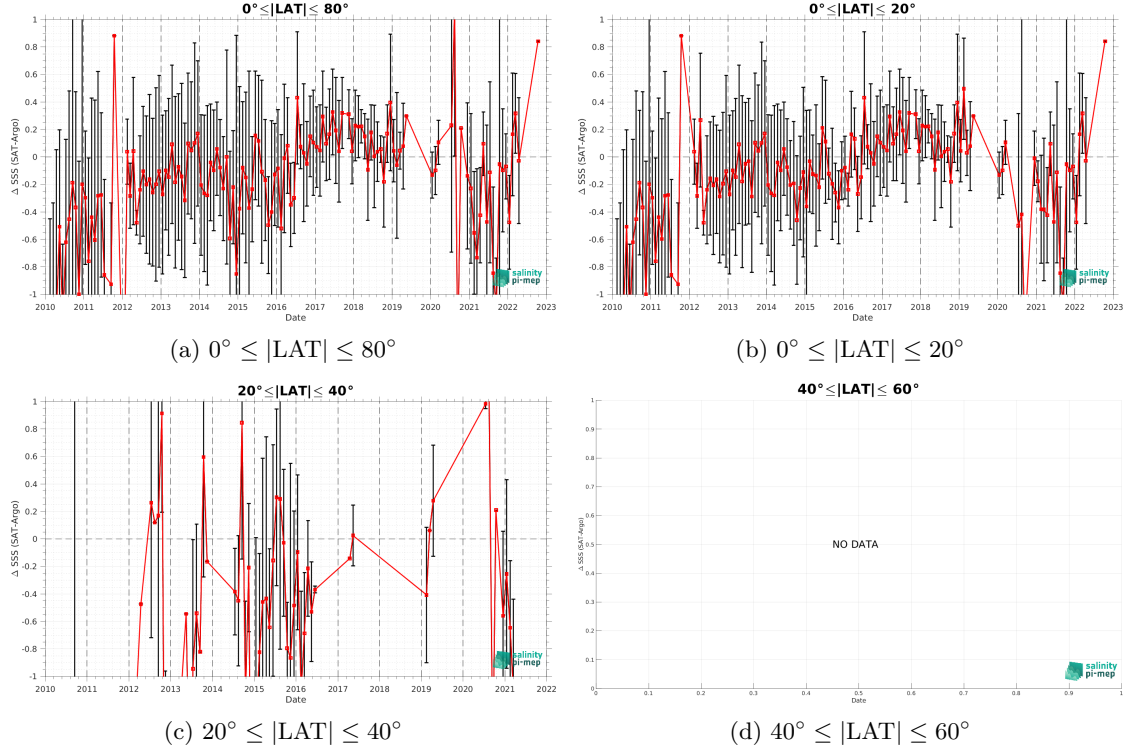 0°≤|LAT|≤ 80°
Δ SSS (SAT-Argo)
1
0.8
0.6
0.4
0.2
0
-0.2
-0.4
-0.6
-0.8
-1
2010 2011 2012 2013 2014 2015 2016 2017 2018 2019 2020 2021 2022 2023
Date
salinity
pi-mep
(a) 0° ≤ |LAT| ≤ 80°
0°≤|LAT|≤ 20°
Δ SSS (SAT-Argo)
1
0.8
0.6
0.4
0.2
0
-0.2
-0.4
-0.6
-0.8
-1
2010 2011 2012 2013 2014 2015 2016 2017 2018 2019 2020 2021 2022 2023
Date
salinity
pi-mep
(b) 0° ≤ |LAT| ≤ 20°
20°≤|LAT|≤ 40°
Δ SSS (SAT-Argo)
1
0.8
0.6
0.4
0.2
0
-0.2
-0.4
-0.6
-0.8
-1
2010 2011 2012 2013 2014 2015 2016 2017 2018 2019 2020 2021 2022
Date
salinity
pi-mep
(c) 20° ≤ |LAT| ≤ 40°
40°≤|LAT|≤ 60°
Δ SSS (SAT-Argo)
1
0.9
0.8
0.7
0.6
0.5
0.4
0.3
0.2
0.1
0
NO DATA
0 0.1 0.2 0.3 0.4 0.5 0.6 0.7 0.8 0.9 1
Date
salinity
pi-mep
(d) 40° ≤ |LAT| ≤ 60°